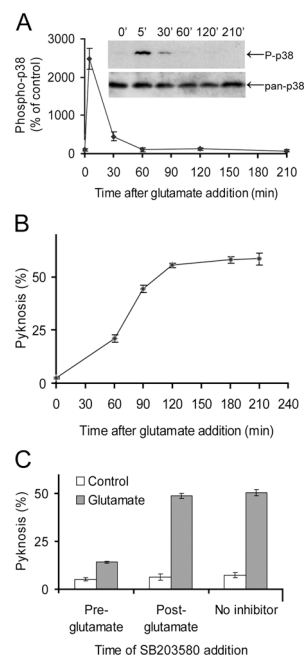 A
0' 5' 30' 60' 120' 210'
P-p38
pan-p38
Phospho-p38
(% of control)
3000
2000
1000
0
0 30 60 90 120 150 180 210
Time after glutamate addition (min)
B
Pyknosis (%)
50
25
0
0 30 60 90 120 150 180 210 240
Time after glutamate addition (min)
C
Control
Glutamate
Pyknosis (%)
50
25
0
Pre-
glutamate
Post-
glutamate
No inhibitor
Time of SB203580 addition